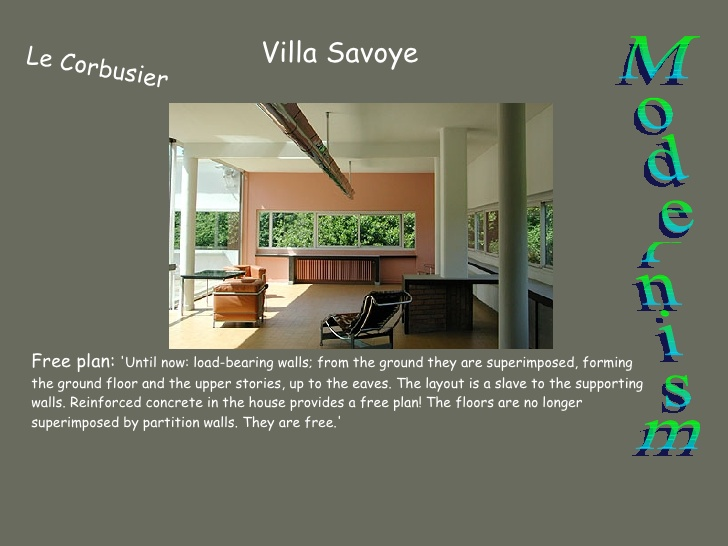 Le Corbusier
Villa Savoye
Modernism
Free plan: 'Until now: load-bearing walls; from the ground they are superimposed, forming
the ground floor and the upper stories, up to the eaves. The layout is a slave to the supporting
walls. Reinforced concrete in the house provides a free plan! The floors are no longer
superimposed by partition walls. They are free.'